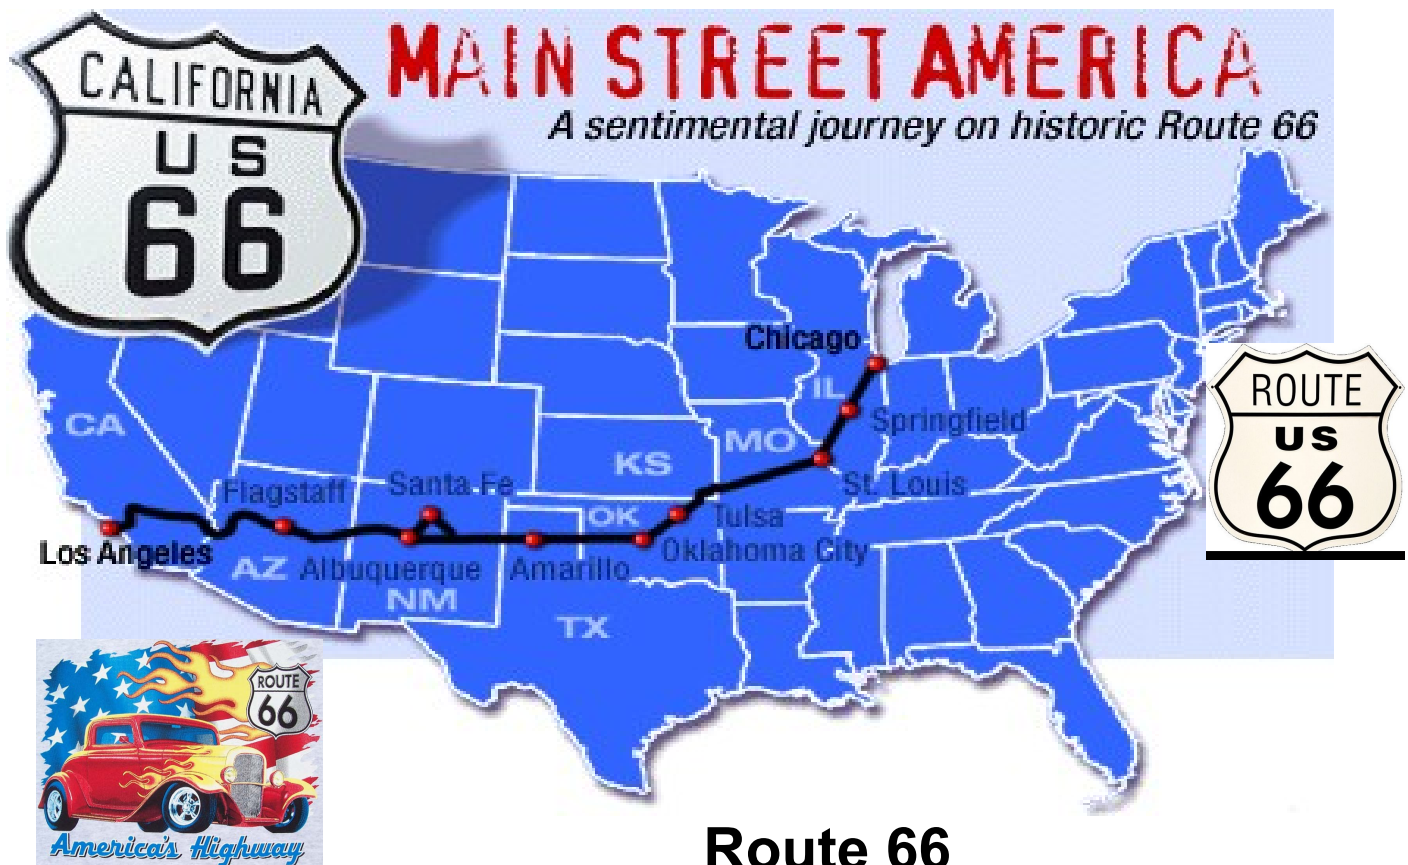 CALIFORNIA
US
66
MAIN STREET AMERICA
A sentimental journey on historic Route 66
Chicago
IL
Springfield
CA
MO
KS
St. Louis
Flagstaff
Santa Fe
OK
Tulsa
Los Angeles
AZ
Albuquerque
Amarillo
Oklahoma City
NM
TX
ROUTE
US
66
ROUTE
66
America's Highway
Route 66